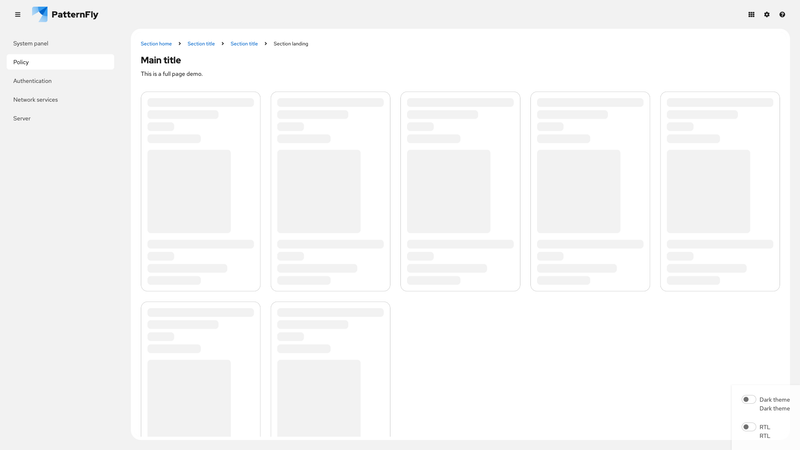 PatternFly
System panel
Policy
Authentication
Network services
Server
Section home
Section title
Section title
Section landing
Main title
This is a full page demo.
Dark theme
Dark theme
RTL
RTL